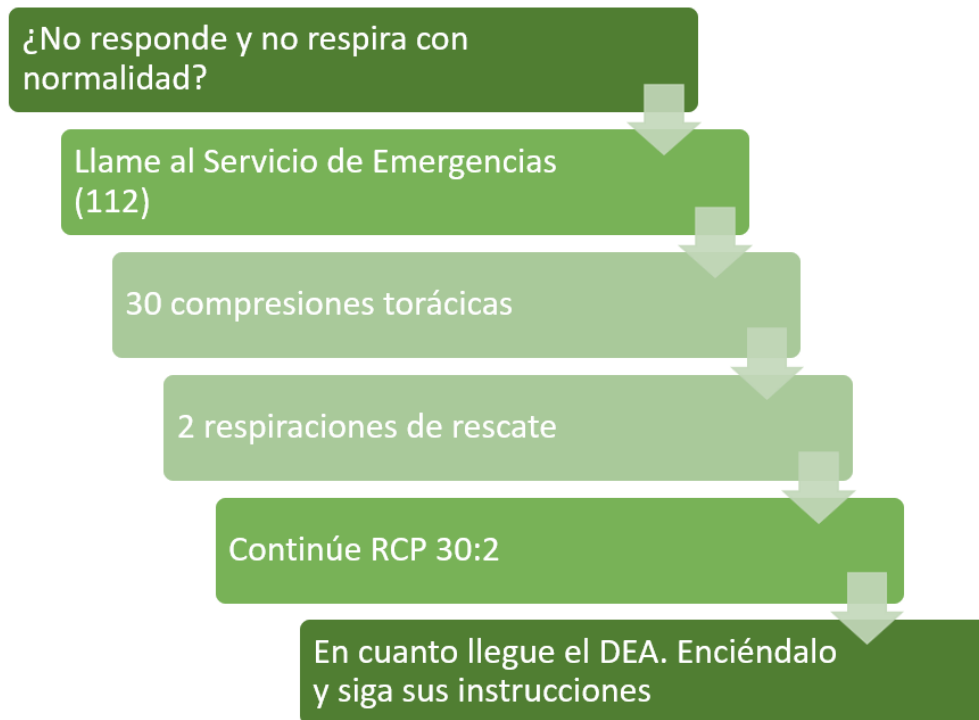 ¿No responde y no respira con
normalidad?
Llame al Servicio de Emergencias
(112)
30 compresiones torácicas
2 respiraciones de rescate
Continúe RCP 30:2
En cuanto llegue el DEA. Enciéndalo
y siga sus instrucciones